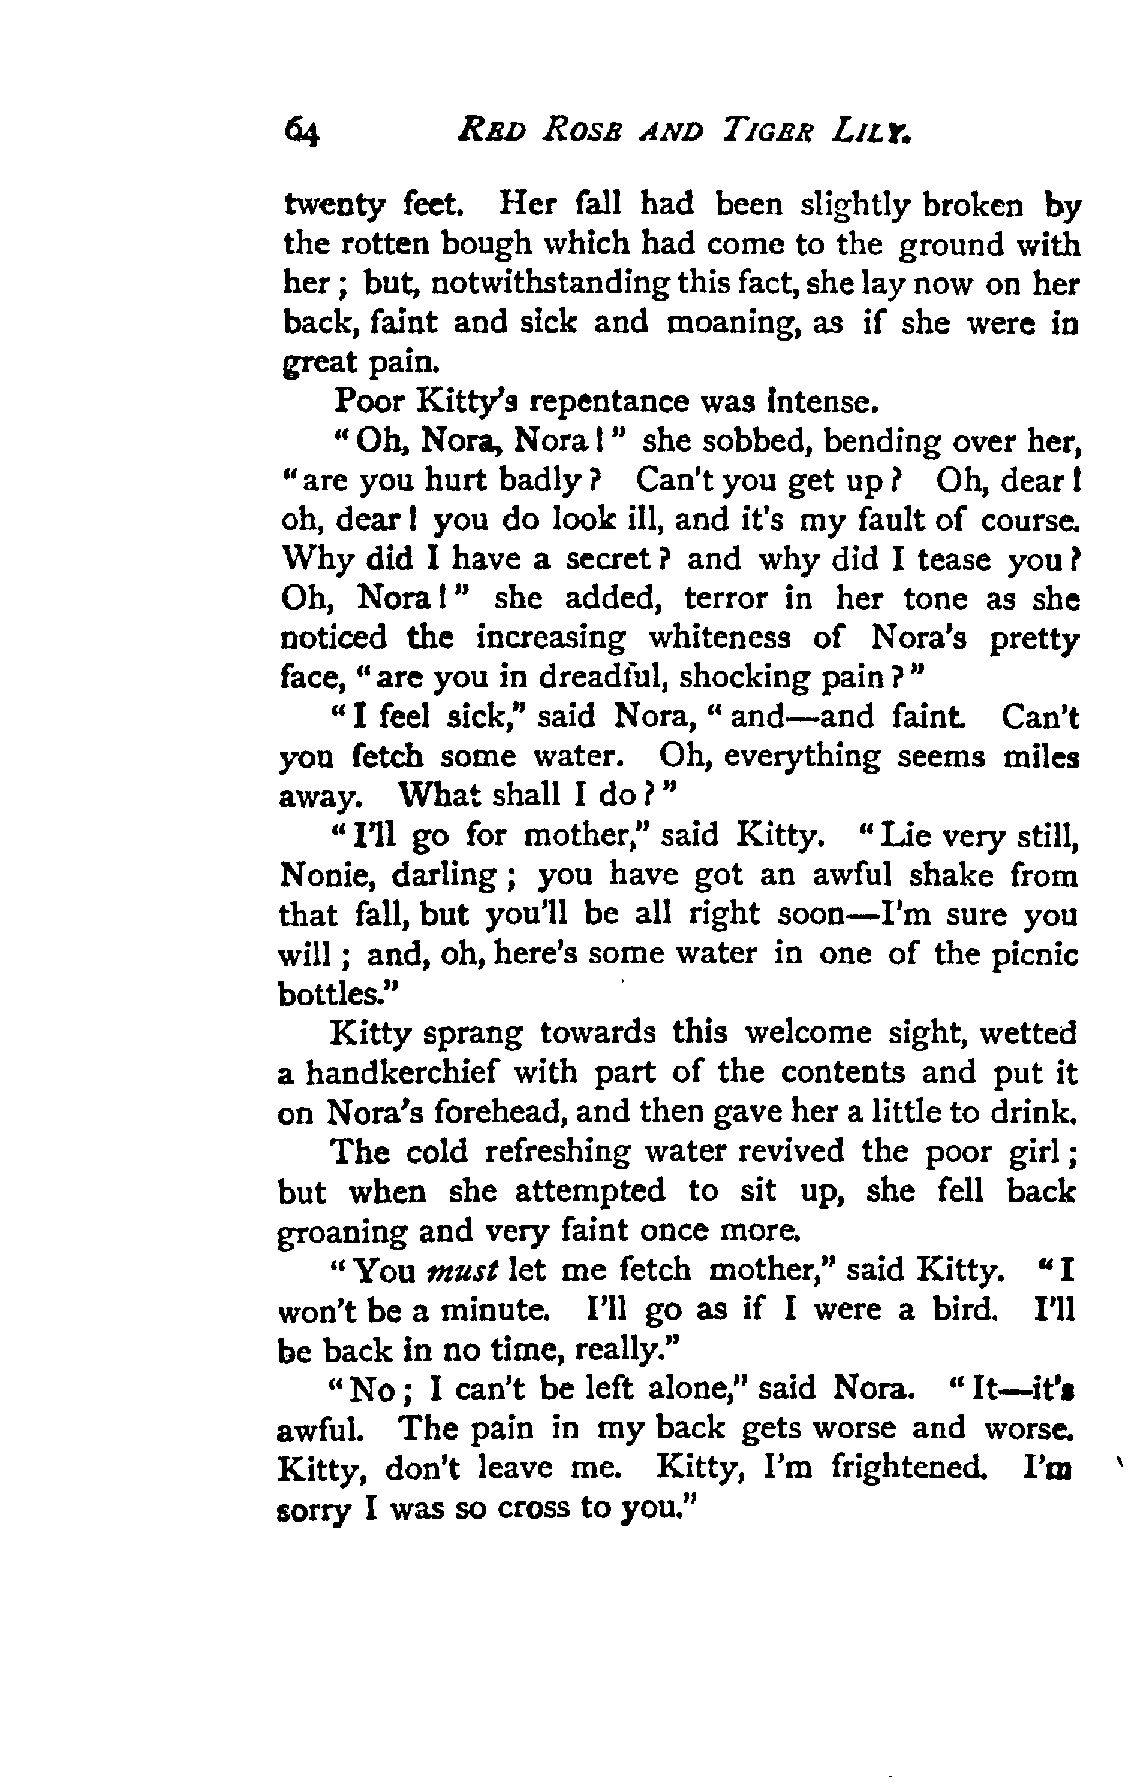 64 RED ROSE AND TIGER LILY.
twenty feet. Her fall had been slightly broken by
the rotten bough which had come to the ground with
her; but, notwithstanding this fact, she lay now on her
back, faint and sick and moaning, as if she were in
great pain.
Poor Kitty's repentance was intense.
"Oh, Nora, Nora!" she sobbed, bending over her,
"are you hurt badly? Can't you get up? Oh, dear!
oh, dear! you do look ill, and it's my fault of course.
Why did I have a secret? and why did I tease you?
Oh, Nora!" she added, terror in her tone as she
noticed the increasing whiteness of Nora's pretty
face, "are you in dreadful, shocking pain?"
"I feel sick," said Nora, "and—and faint. Can't
you fetch some water. Oh, everything seems miles
away. What shall I do?"
"I'll go for mother," said Kitty. "Lie very still,
Nonie, darling; you have got an awful shake from
that fall, but you'll be all right soon—I'm sure you
will; and, oh, here's some water in one of the picnic
bottles."
Kitty sprang towards this welcome sight, wetted
a handkerchief with part of the contents and put it
on Nora's forehead, and then gave her a little to drink.
The cold refreshing water revived the poor girl;
but when she attempted to sit up, she fell back
groaning and very faint once more.
"You must let me fetch mother," said Kitty. "I
won't be a minute. I'll go as if I were a bird. I'll
be back in no time, really."
"No; I can't be left alone," said Nora. "It—it's
awful. The pain in my back gets worse and worse.
Kitty, don't leave me. Kitty, I'm frightened. I'm
sorry I was so cross to you."